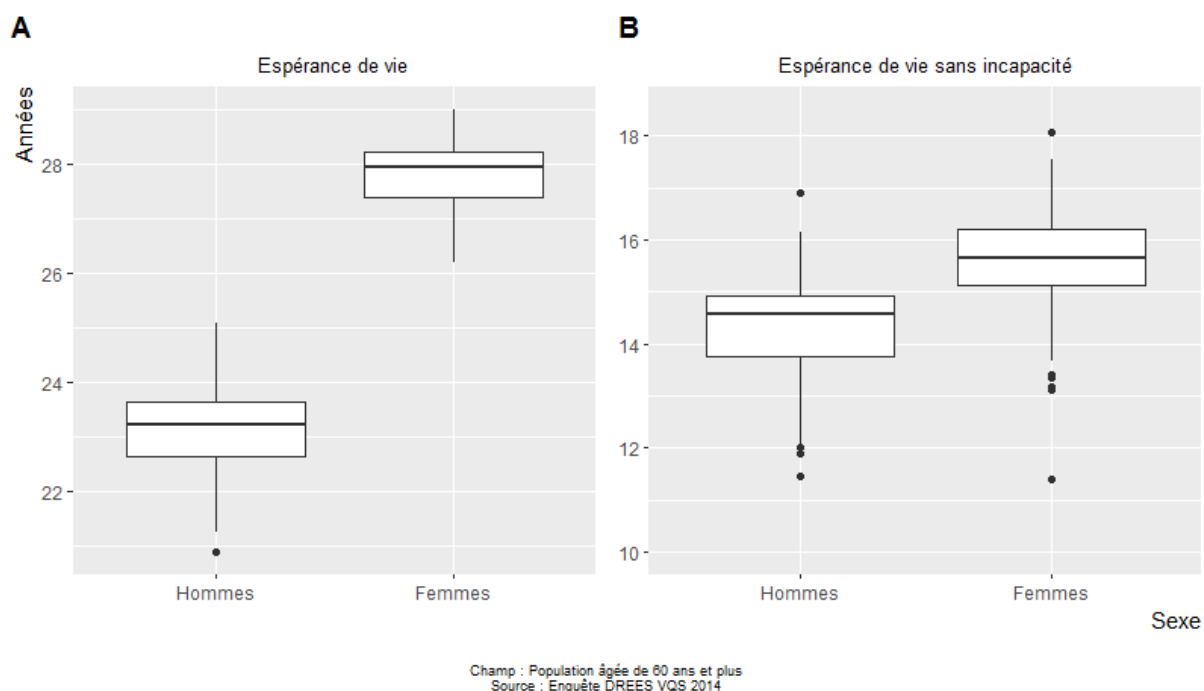 A
Espérance de vie
Années
28
26
24
22
Hommes Femmes
B
Espérance de vie sans incapacité
18
16
14
12
10
Hommes Femmes
Sexe
Champ : Population âgée de 60 ans et plus
Source : Enquête DREES VQS 2014